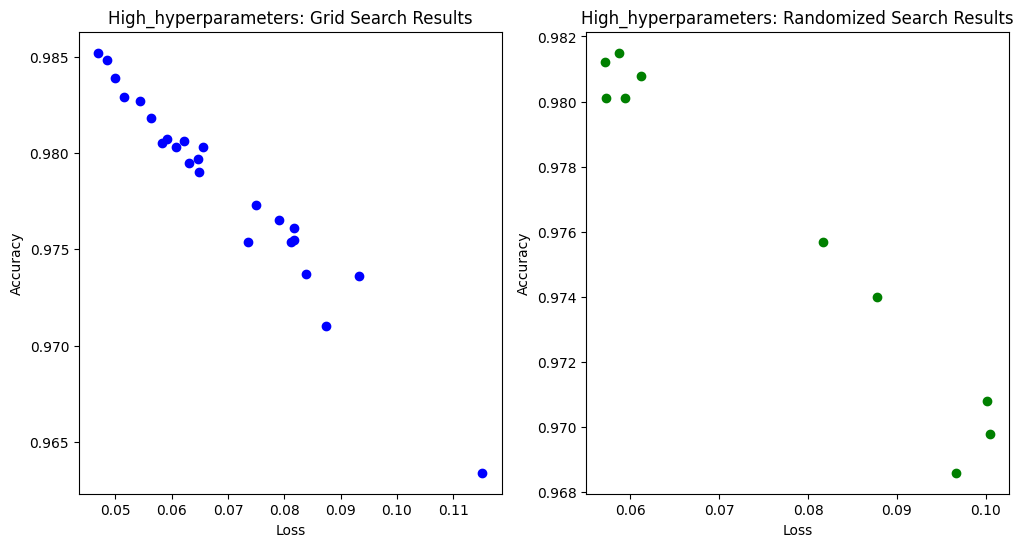 High_hyperparameters: Grid Search Results
0.985
0.980
0.975
0.970
0.965
Accuracy
0.05 0.06 0.07 0.08 0.09 0.10 0.11
Loss
High_hyperparameters: Randomized Search Results
0.982
0.980
0.978
0.976
0.974
0.972
0.970
0.968
Accuracy
0.06 0.07 0.08 0.09 0.10
Loss